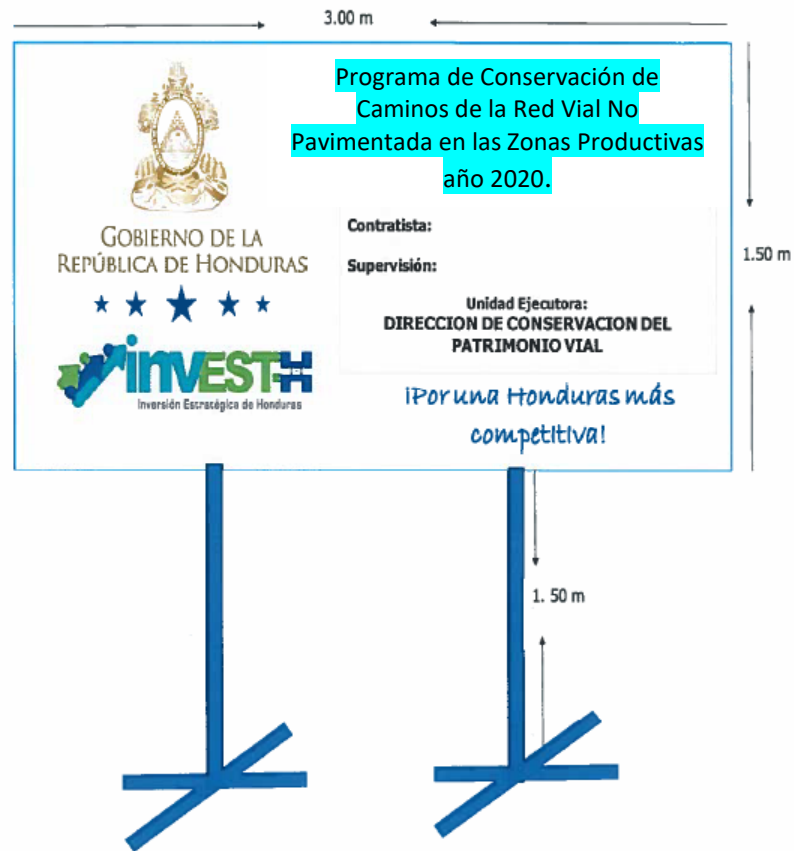 3.00 m
Programa de Conservación de
Caminos de la Red Vial No
Pavimentada en las Zonas Productivas
año 2020.
GOBIERNO DE LA
REPÚBLICA DE HONDURAS
INVEST-H
Inversión Estratégica de Honduras
Contratista:
Supervisión:
Unidad Ejecutora:
DIRECCION DE CONSERVACION DEL
PATRIMONIO VIAL
¡Por una Honduras más
competitiva!
1.50 m
1. 50 m